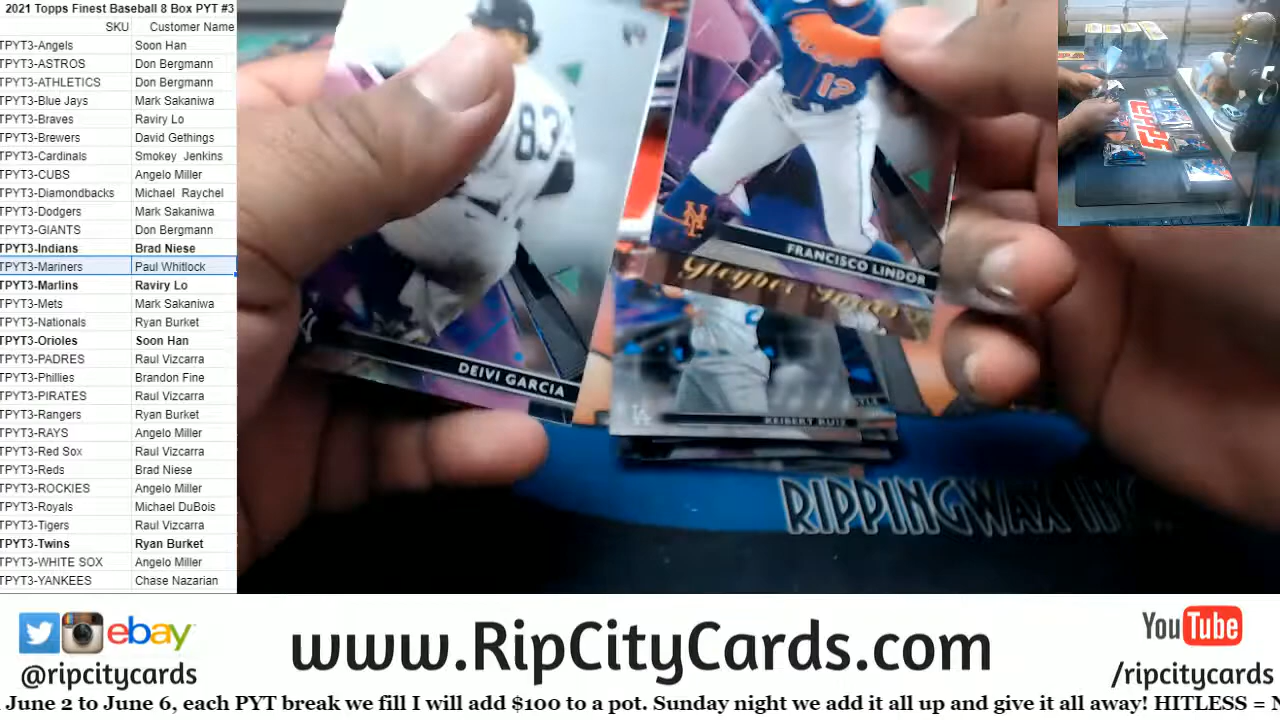 2021 Topps Finest Baseball 8 Box PYT #3
SKU Customer Name
TPYT3-Angels Soon Han
TPYT3-ASTROS Don Bergmann
TPYT3-ATHLETICS Don Bergmann
TPYT3-Blue Jays Mark Sakaniwa
TPYT3-Braves Raviry Lo
TPYT3-Brewers David Gethings
TPYT3-Cardinals Smokey Jenkins
TPYT3-CUBS Angelo Miller
TPYT3-Diamondbacks Michael Raychel
TPYT3-Dodgers Mark Sakaniwa
TPYT3-GIANTS Don Bergmann
TPYT3-Indians Brad Niese
TPYT3-Mariners Paul Whitlock
TPYT3-Marlins Raviry Lo
TPYT3-Mets Mark Sakaniwa
TPYT3-Nationals Ryan Burket
TPYT3-Orioles Soon Han
TPYT3-PADRES Raul Vizcarra
TPYT3-Phillies Brandon Fine
TPYT3-PIRATES Raul Vizcarra
TPYT3-Rangers Ryan Burket
TPYT3-RAYS Angelo Miller
TPYT3-Red Sox Raul Vizcarra
TPYT3-Reds Brad Niese
TPYT3-ROCKIES Angelo Miller
TPYT3-Royals Michael DuBois
TPYT3-Tigers Raul Vizcarra
TPYT3-Twins Ryan Burket
TPYT3-WHITE SOX Angelo Miller
TPYT3-YANKEES Chase Nazarian
83
12
NY
FRANCISCO LINDOR
Gleyber Torres
DEIVI GARCIA
KEIBERT RUIZ
LA
RIPPINGWAX
TOPPS
ebay
@ripcitycards
www.RipCityCards.com
YouTube
/ripcitycards
June 2 to June 6, each PYT break we fill I will add $100 to a pot. Sunday night we add it all up and give it all away! HITLESS =